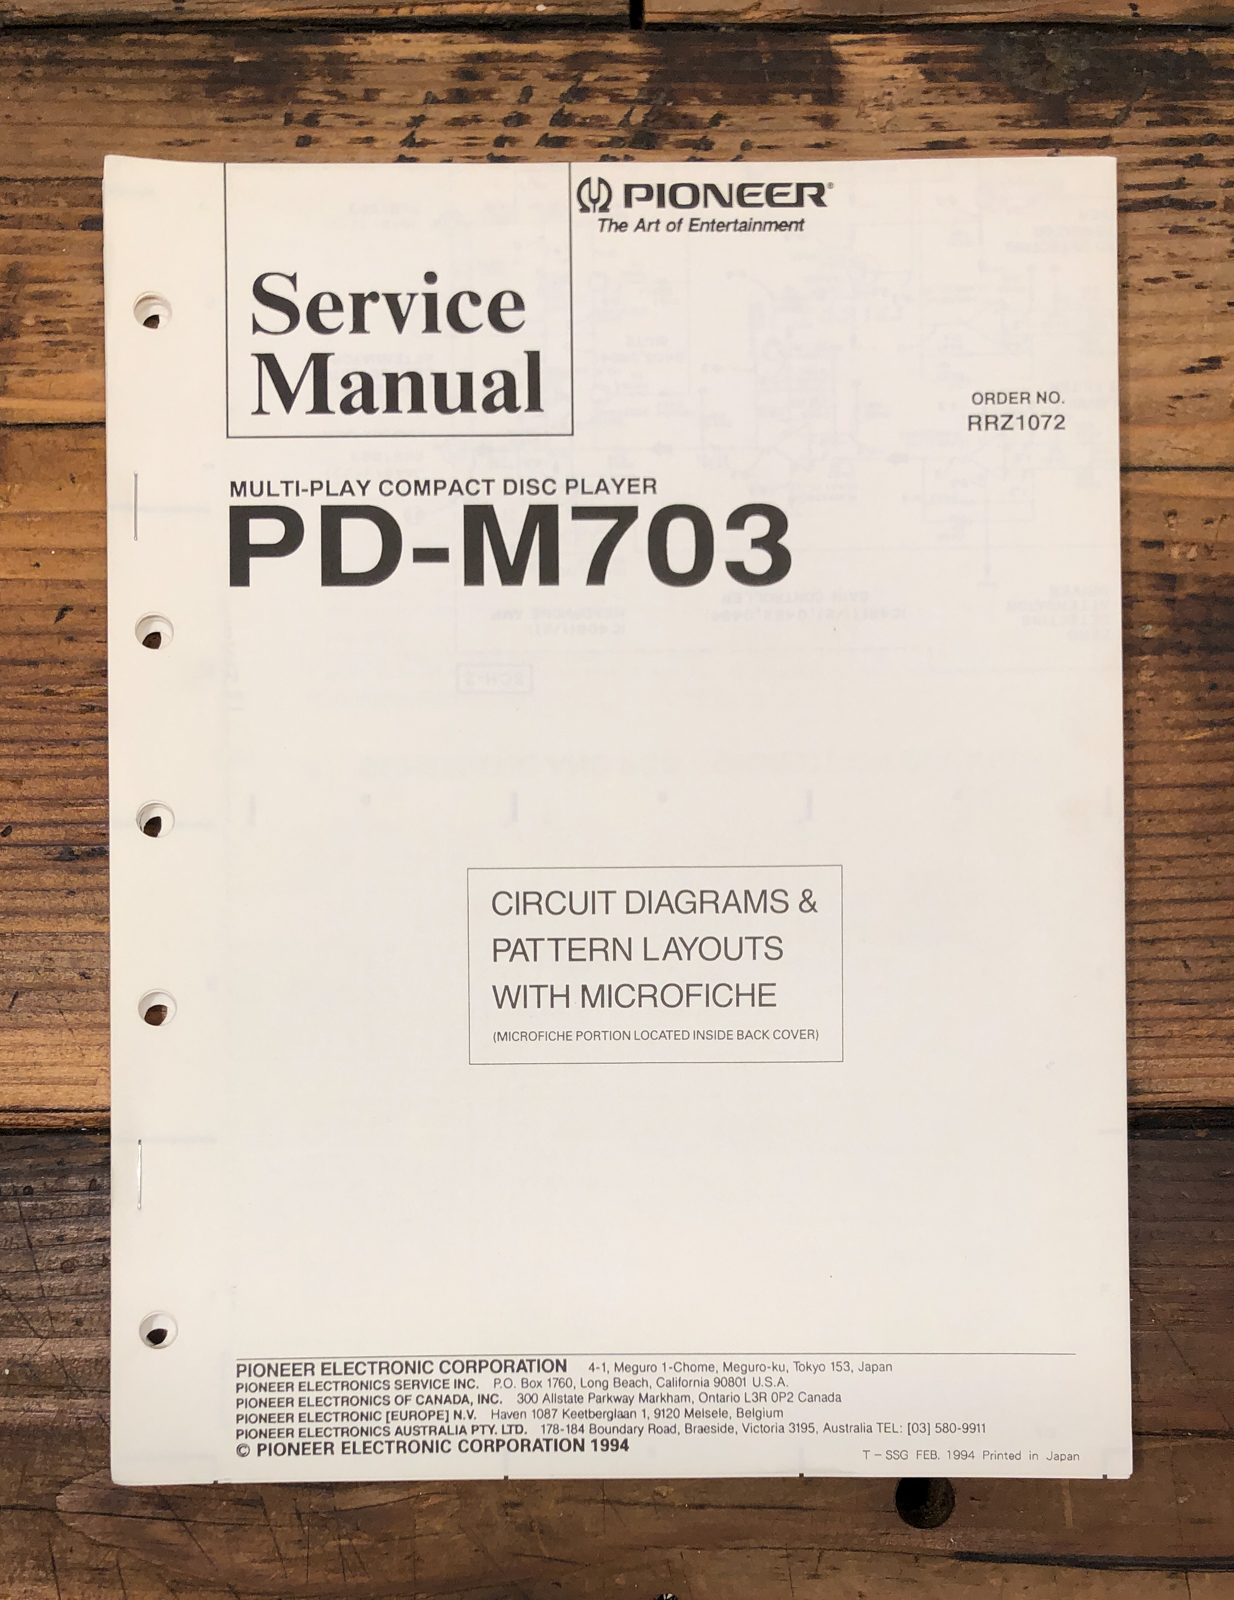 PIONEER®
The Art of Entertainment
Service
Manual
ORDER NO.
RRZ1072
MULTI-PLAY COMPACT DISC PLAYER
PD-M703
CIRCUIT DIAGRAMS &
PATTERN LAYOUTS
WITH MICROFICHE
(MICROFICHE PORTION LOCATED INSIDE BACK COVER)
PIONEER ELECTRONIC CORPORATION 4-1, Meguro 1-Chome, Meguro-ku, Tokyo 153, Japan
PIONEER ELECTRONICS SERVICE INC. P.O. Box 1760, Long Beach, California 90801 U.S.A.
PIONEER ELECTRONICS OF CANADA, INC. 300 Allstate Parkway Markham, Ontario L3R 0P2 Canada
PIONEER ELECTRONIC [EUROPE] N.V. Haven 1087 Keetberglaan 1, 9120 Melsele, Belgium
PIONEER ELECTRONICS AUSTRALIA PTY. LTD. 178-184 Boundary Road, Braeside, Victoria 3195, Australia TEL: [03] 580-9911
© PIONEER ELECTRONIC CORPORATION 1994
T – SSG FEB. 1994 Printed in Japan